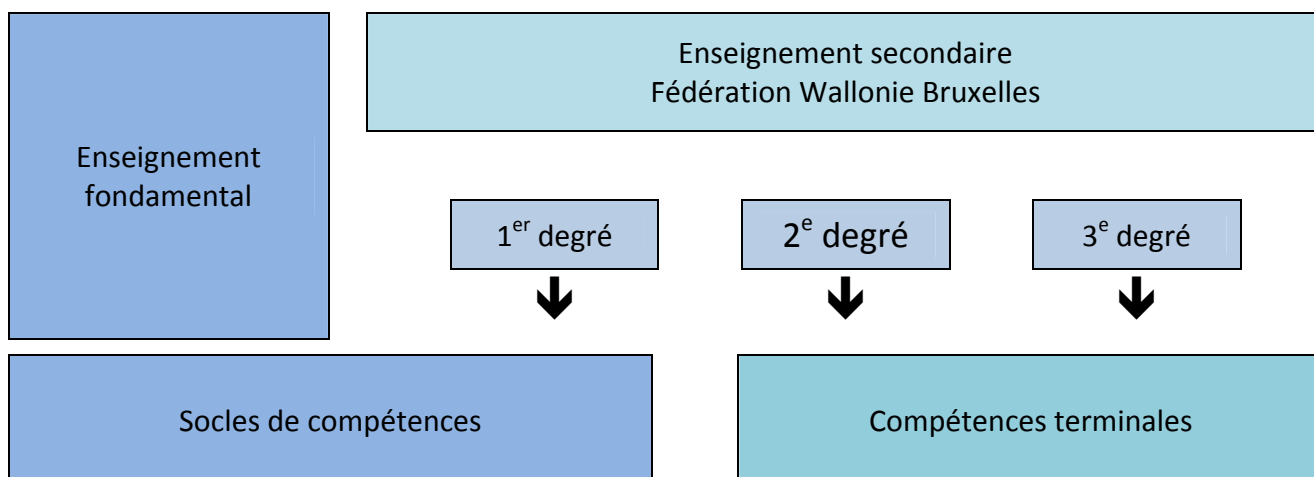 Enseignement
fondamental
Enseignement secondaire
Fédération Wallonie Bruxelles
1er degré
2e degré
3e degré
Socles de compétences
Compétences terminales